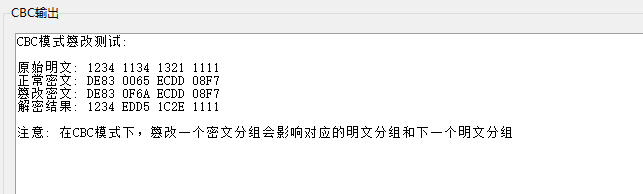 CBC输出
CBC模式篡改测试:
原始明文: 1234 1134 1321 1111
正常密文: DE83 0065 ECDD 08F7
篡改密文: DE83 0F6A ECDD 08F7
解密结果: 1234 EDD5 1C2E 1111
注意: 在CBC模式下，篡改一个密文分组会影响对应的明文分组和下一个明文分组